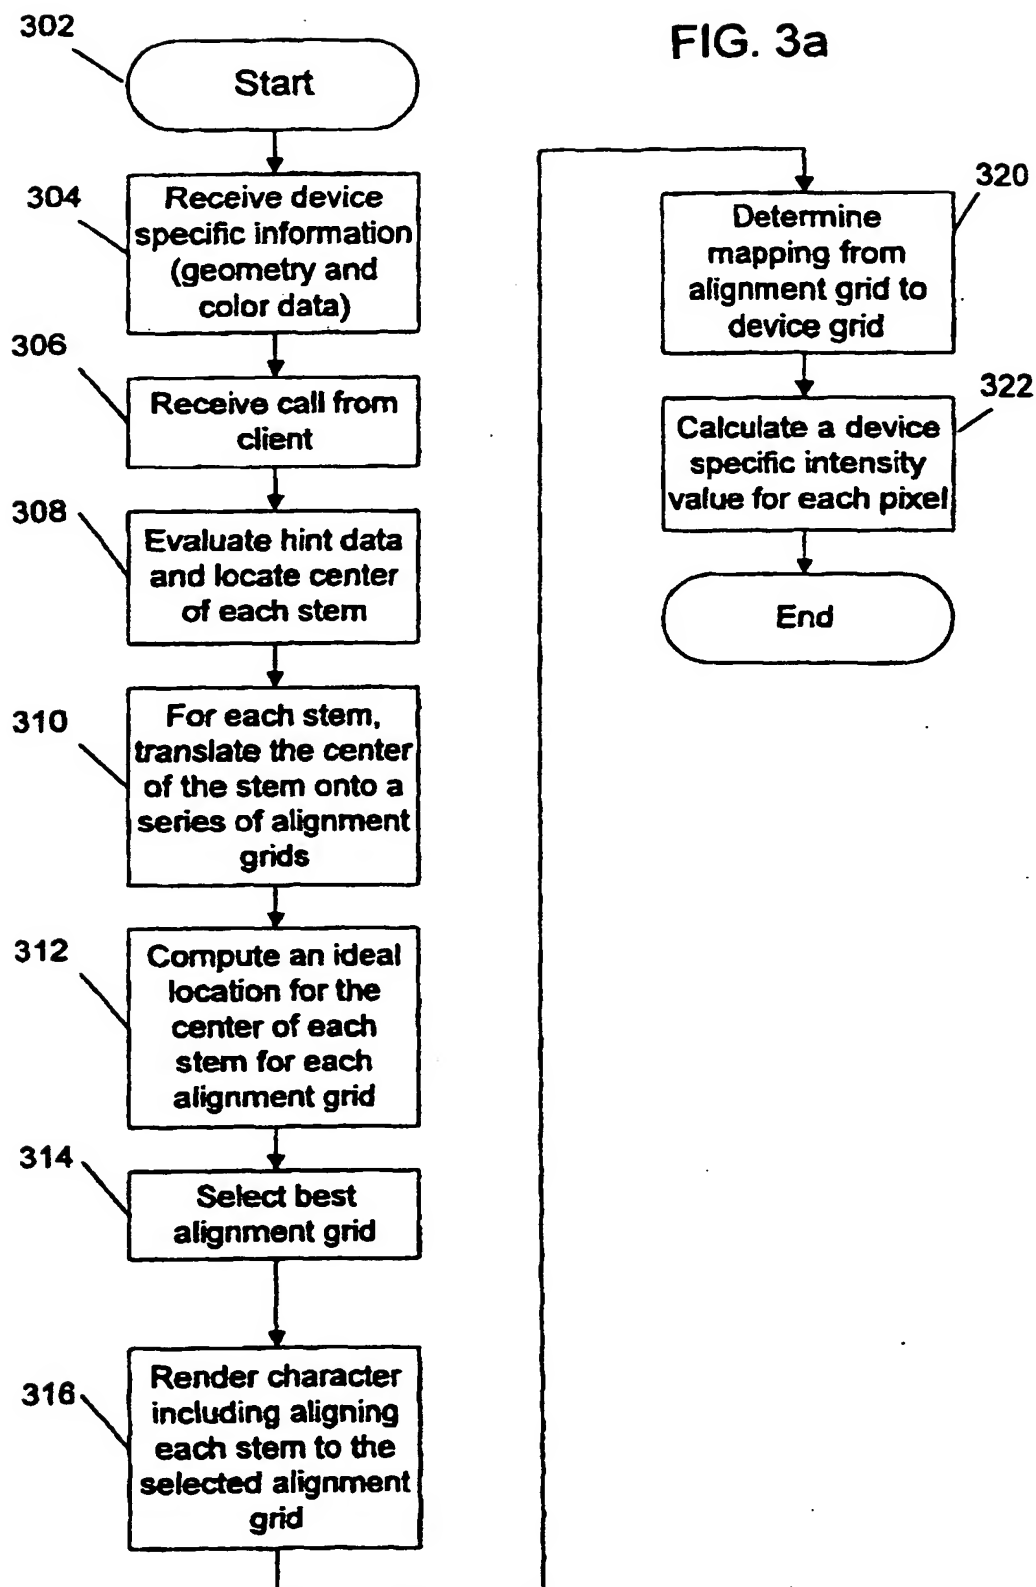 FIG. 3a
302
Start
304
Receive device
specific information
(geometry and
color data)
306
Receive call from
client
308
Evaluate hint data
and locate center
of each stem
310
For each stem,
translate the center
of the stem onto a
series of alignment
grids
312
Compute an ideal
location for the
center of each
stem for each
alignment grid
314
Select best
alignment grid
316
Render character
including aligning
each stem to the
selected alignment
grid
320
Determine
mapping from
alignment grid to
device grid
322
Calculate a device
specific intensity
value for each pixel
End